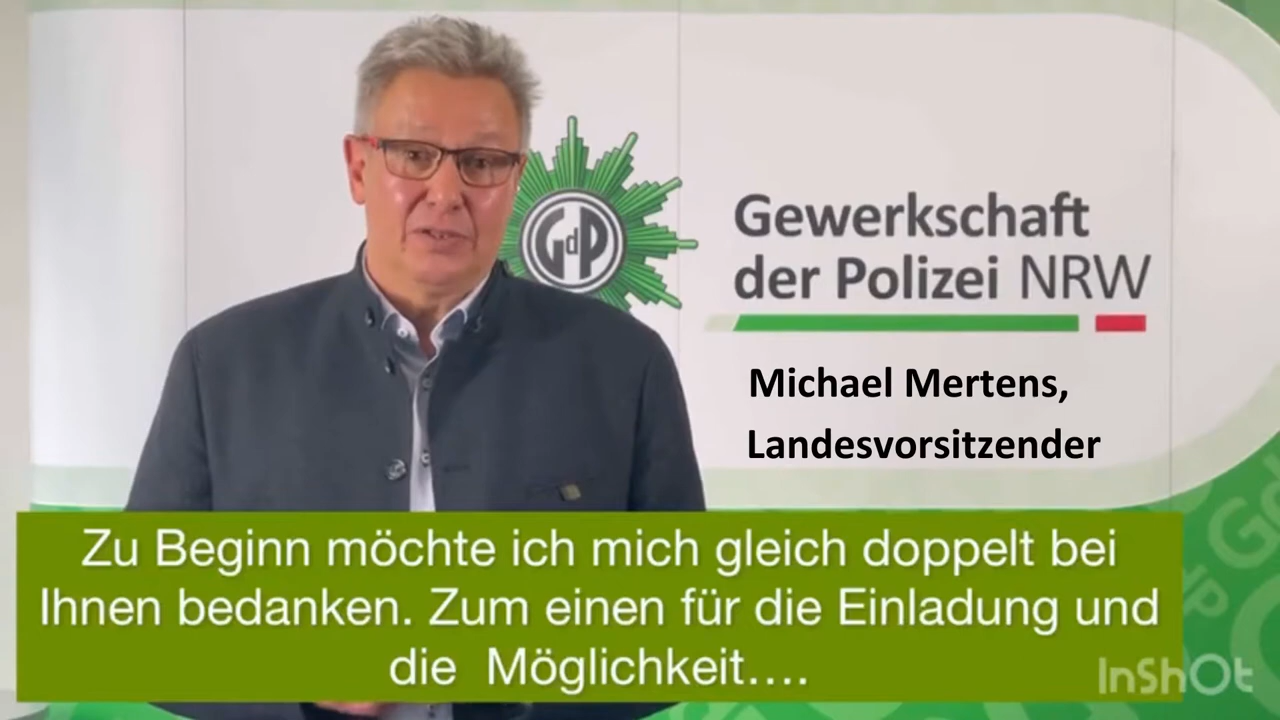 GdP
Gewerkschaft
der Polizei NRW
Michael Mertens,
Landesvorsitzender
Zu Beginn möchte ich mich gleich doppelt bei
Ihnen bedanken. Zum einen für die Einladung und
die Möglichkeit....
GdP
InShOt